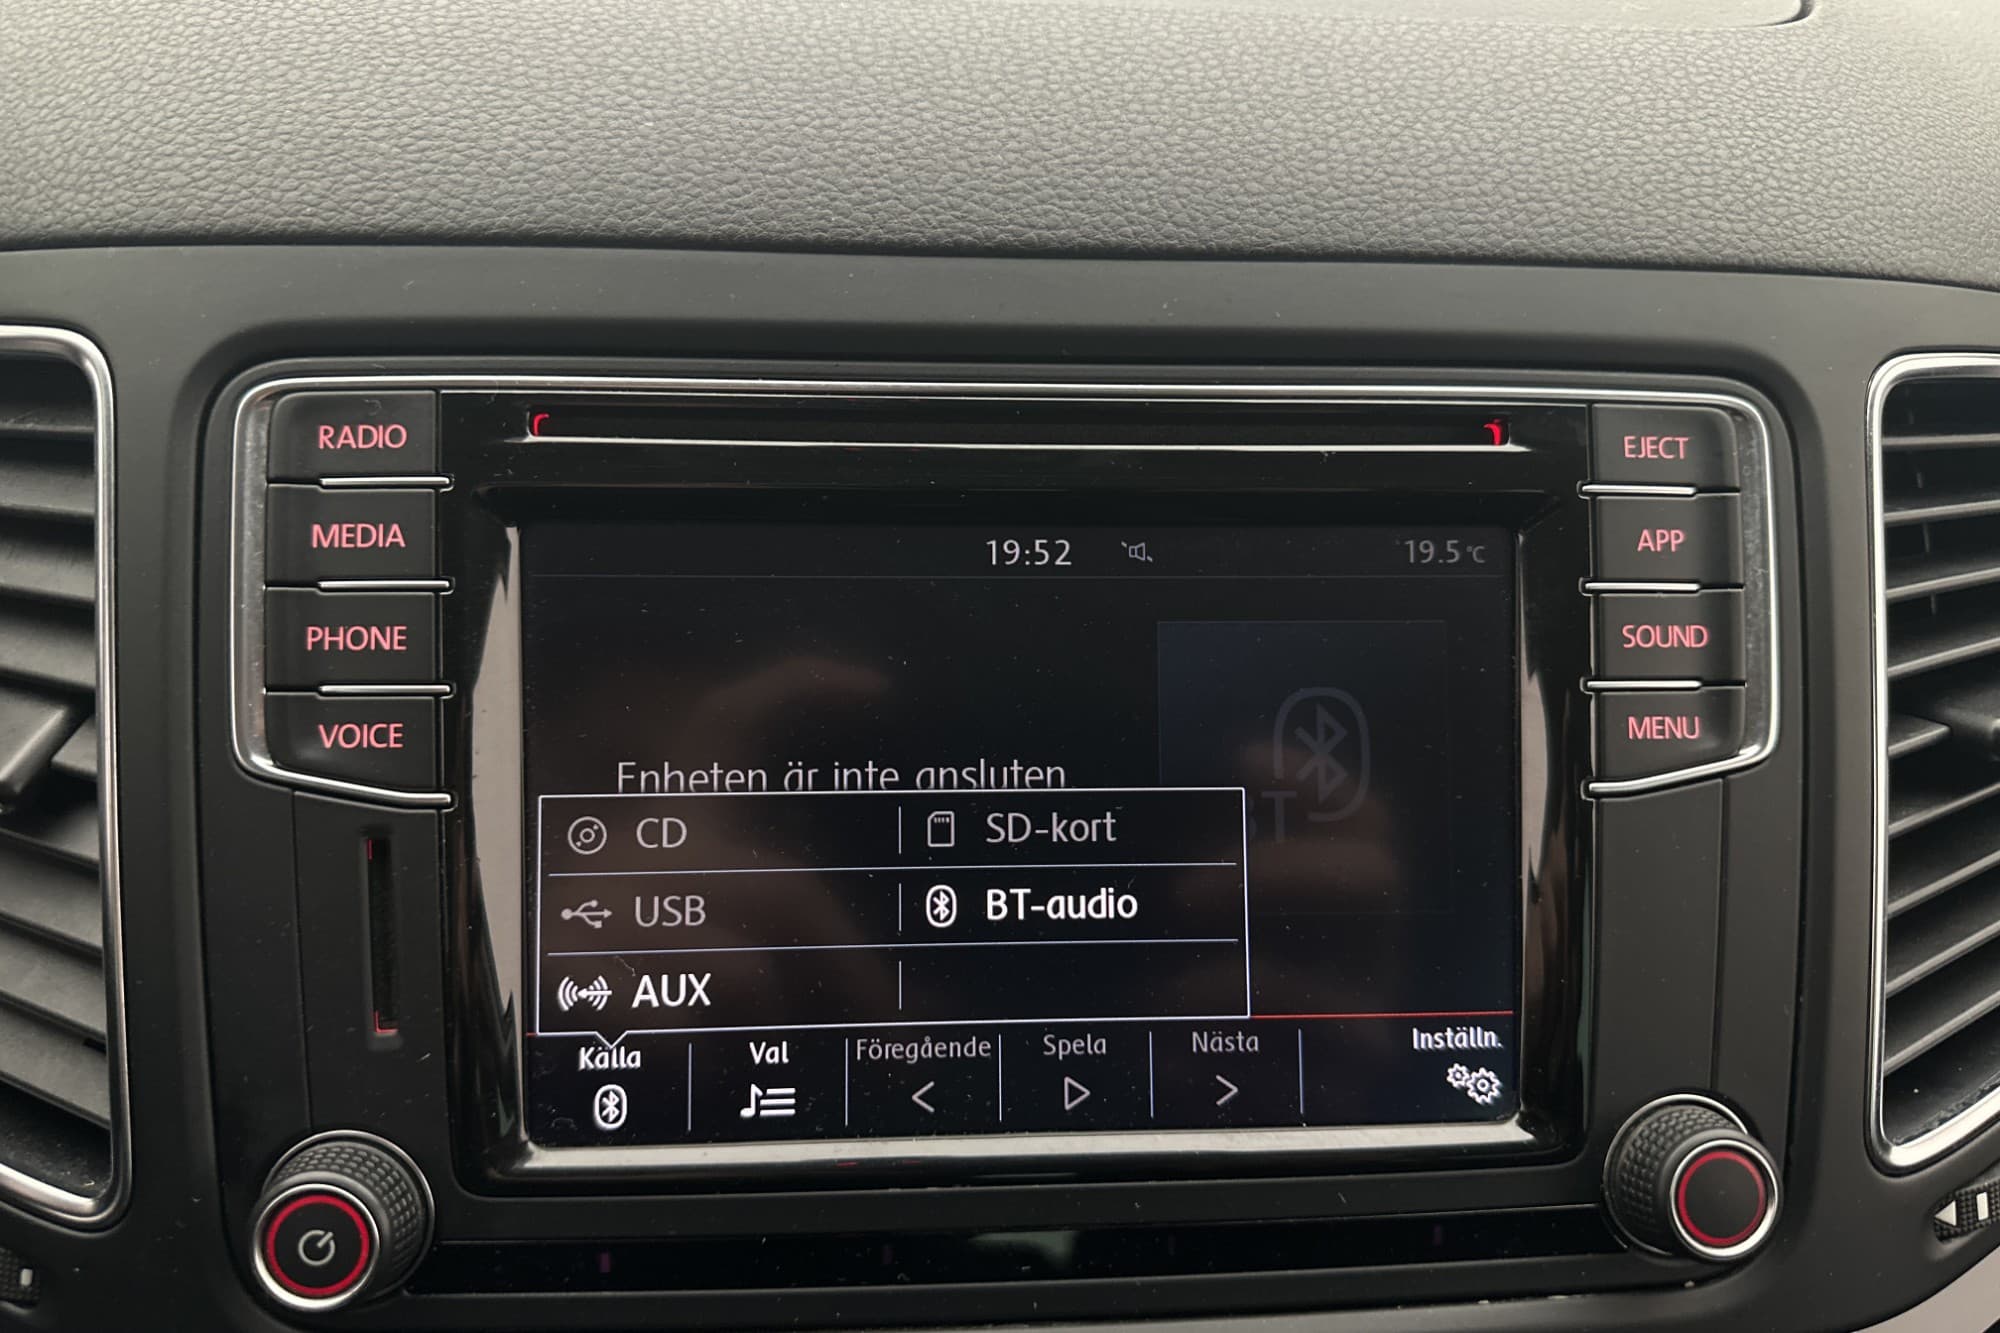 RADIO
MEDIA
PHONE
VOICE
EJECT
APP
SOUND
MENU
19:52
19.5 °C
Enheten är inte ansluten.
BT
CD
SD-kort
USB
BT-audio
AUX
Källa
Val
Föregående
Spela
Nästa
Inställn.